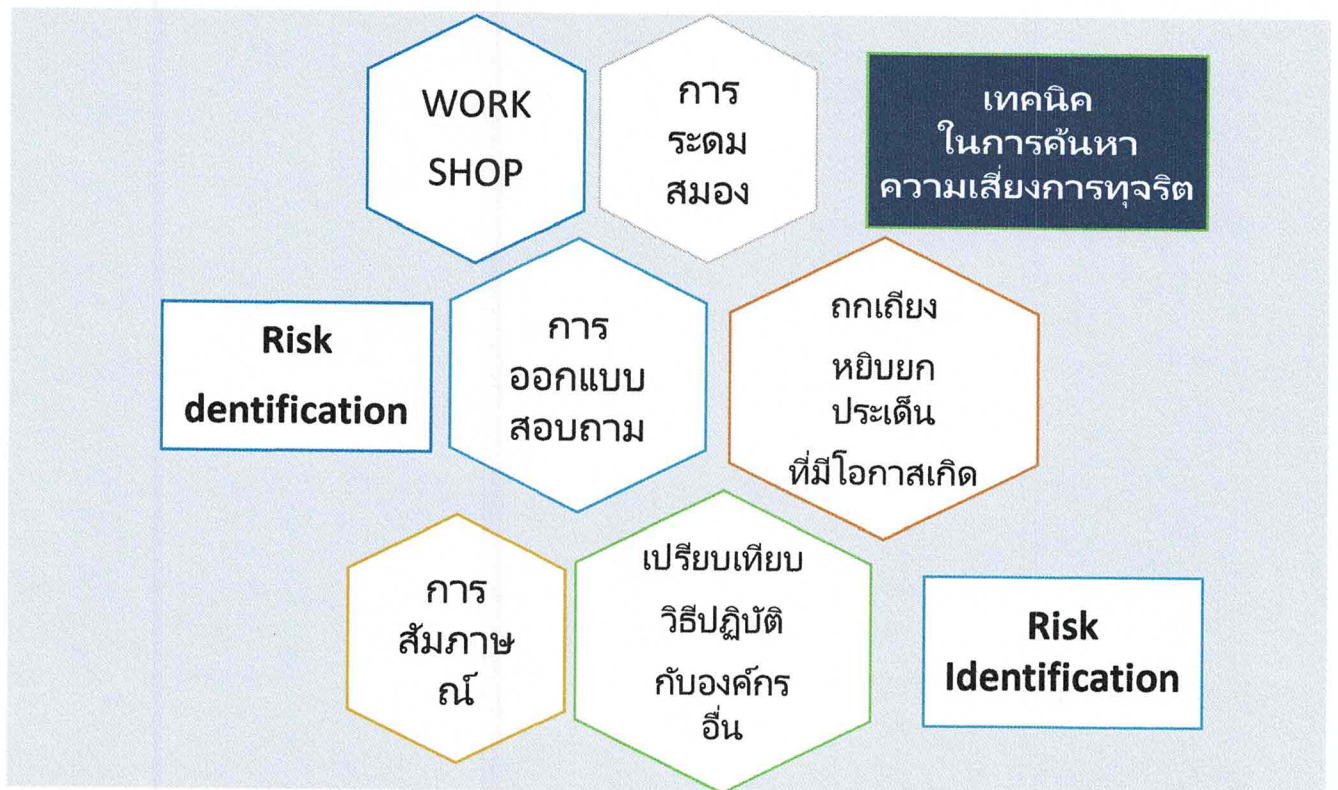 WORK
SHOP
การ
ระดม
สมอง
เทคนิค
ในการค้นหา
ความเสี่ยงการทุจริต
Risk
dentification
การ
ออกแบบ
สอบถาม
ถกเถียง
หยิบยก
ประเด็น
ที่มีโอกาสเกิด
การ
สัมภาษ
ณ์
เปรียบเทียบ
วิธีปฏิบัติ
กับองค์กร
อื่น
Risk
Identification